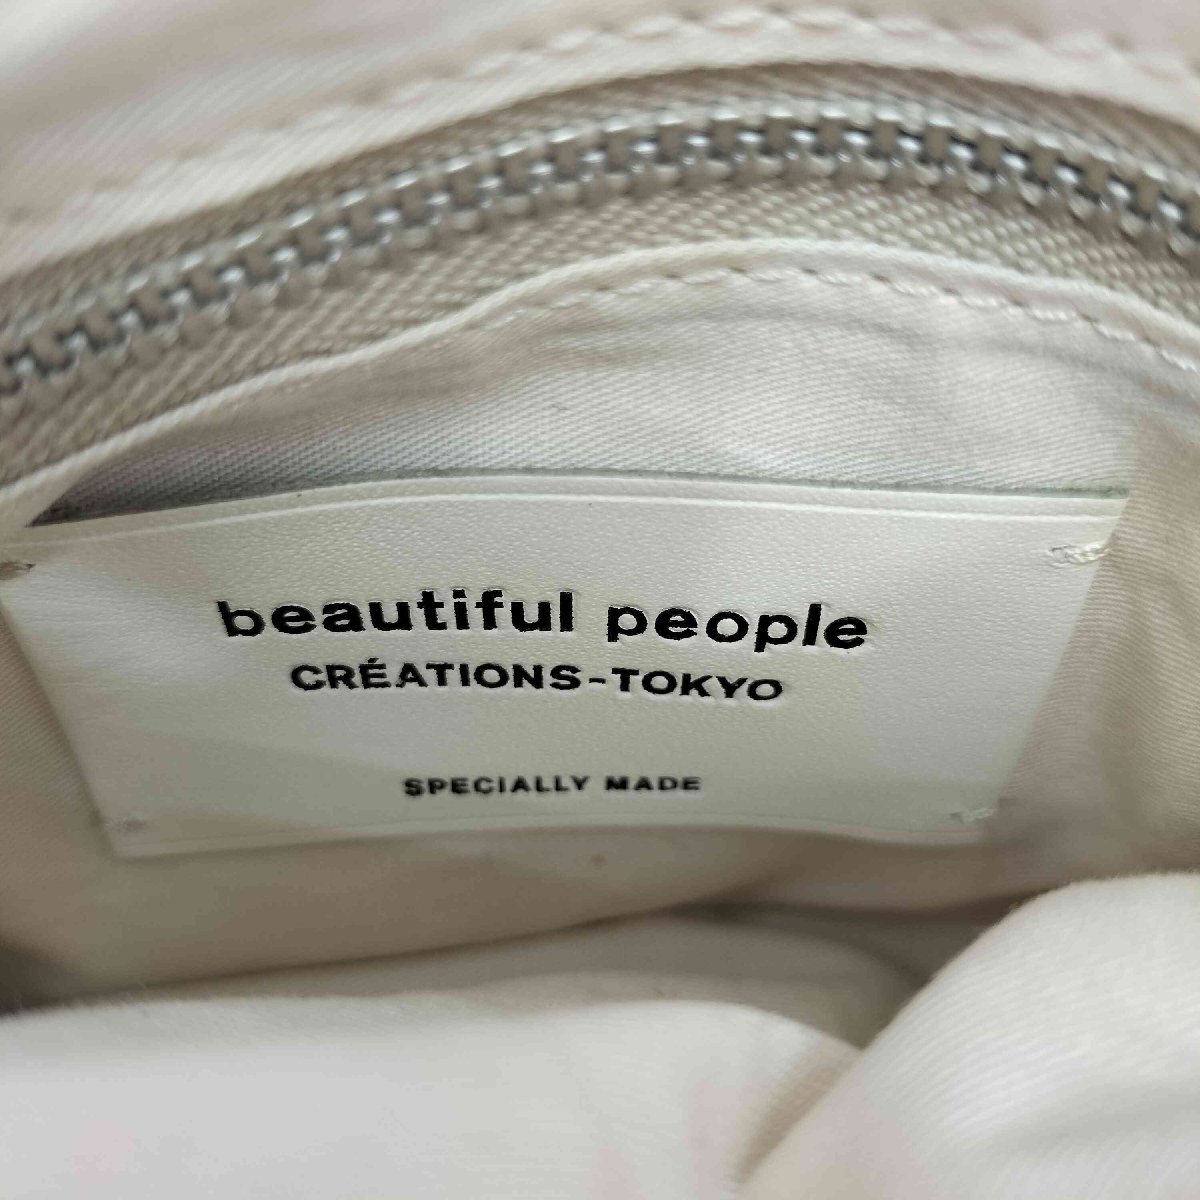 beautiful people
CRÉATIONS-TOKYO
SPECIALLY MADE